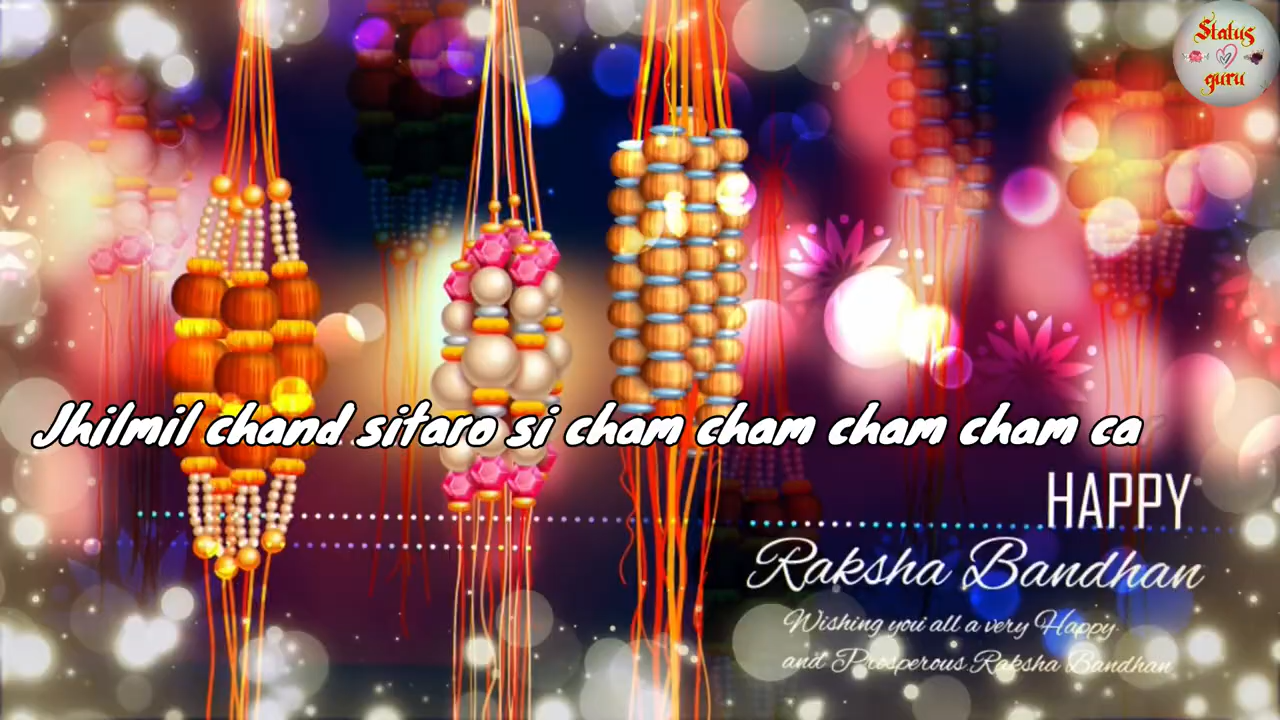 Status
guru
Jhilmil chand sitaro si cham cham cham cham ca
HAPPY
Raksha Bandhan
Wishing you all a very Happy
and Prosperous Raksha Bandhan